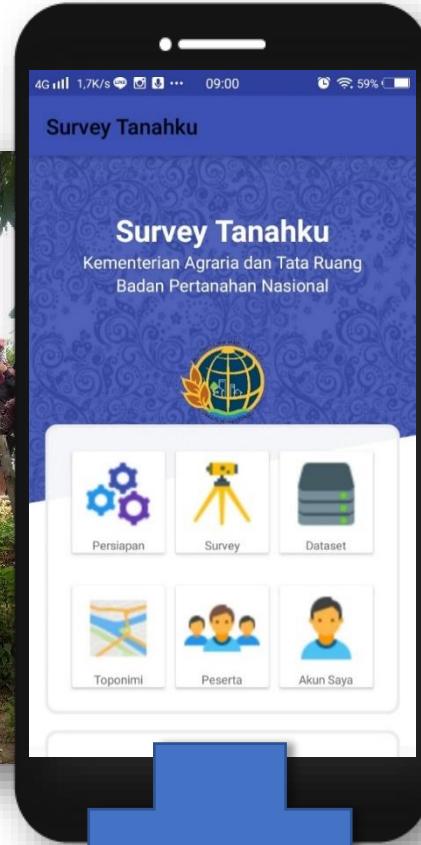 4G 1,7K/s 09:00 59%
Survey Tanahku
Survey Tanahku
Kementerian Agraria dan Tata Ruang
Badan Pertanahan Nasional
Persiapan Survey Dataset
Toponimi Peserta Akun Saya